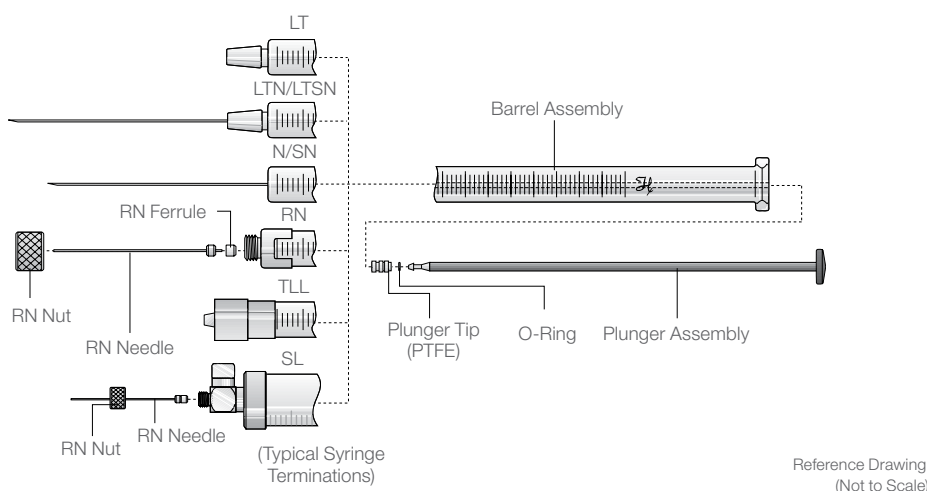 LT
LTN/LTSN
N/SN
RN
RN Ferrule
RN Nut
RN Needle
TLL
SL
RN Nut
RN Needle
(Typical Syringe
Terminations)
Barrel Assembly
Plunger Tip
(PTFE)
O-Ring
Plunger Assembly
Reference Drawing
(Not to Scale)